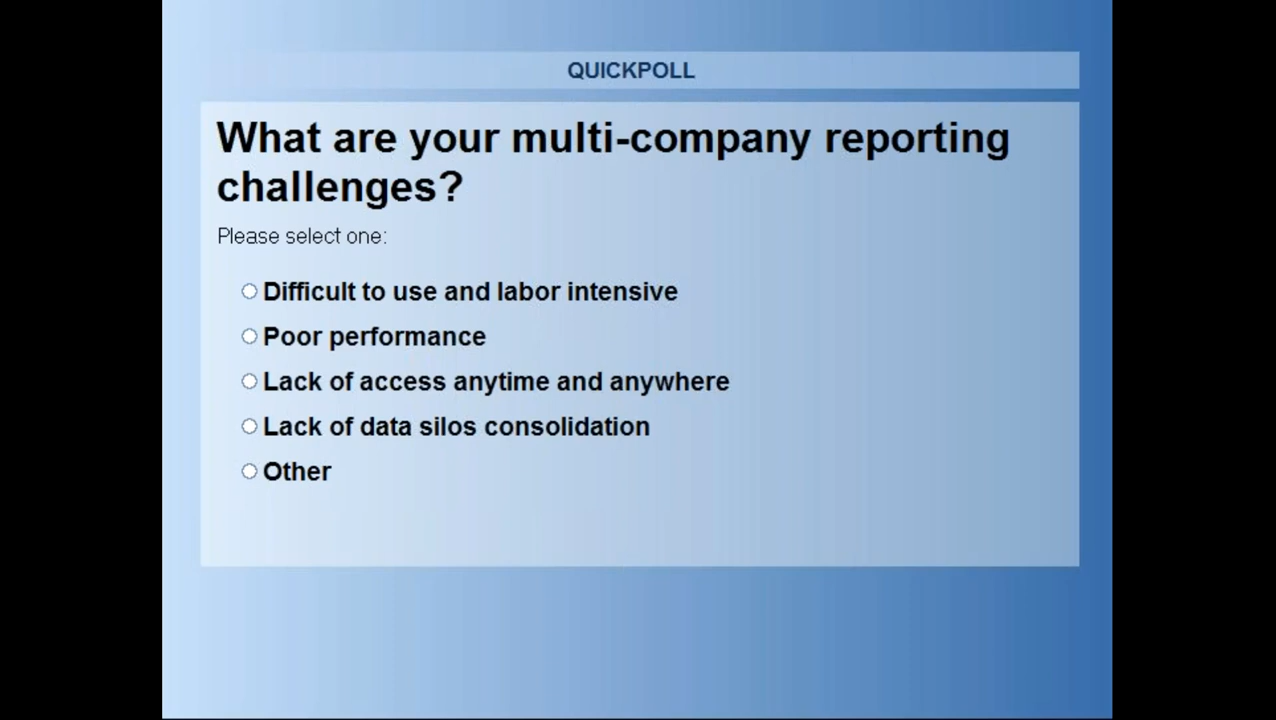 QUICKPOLL
What are your multi-company reporting
challenges?
Please select one:
Difficult to use and labor intensive
Poor performance
Lack of access anytime and anywhere
Lack of data silos consolidation
Other